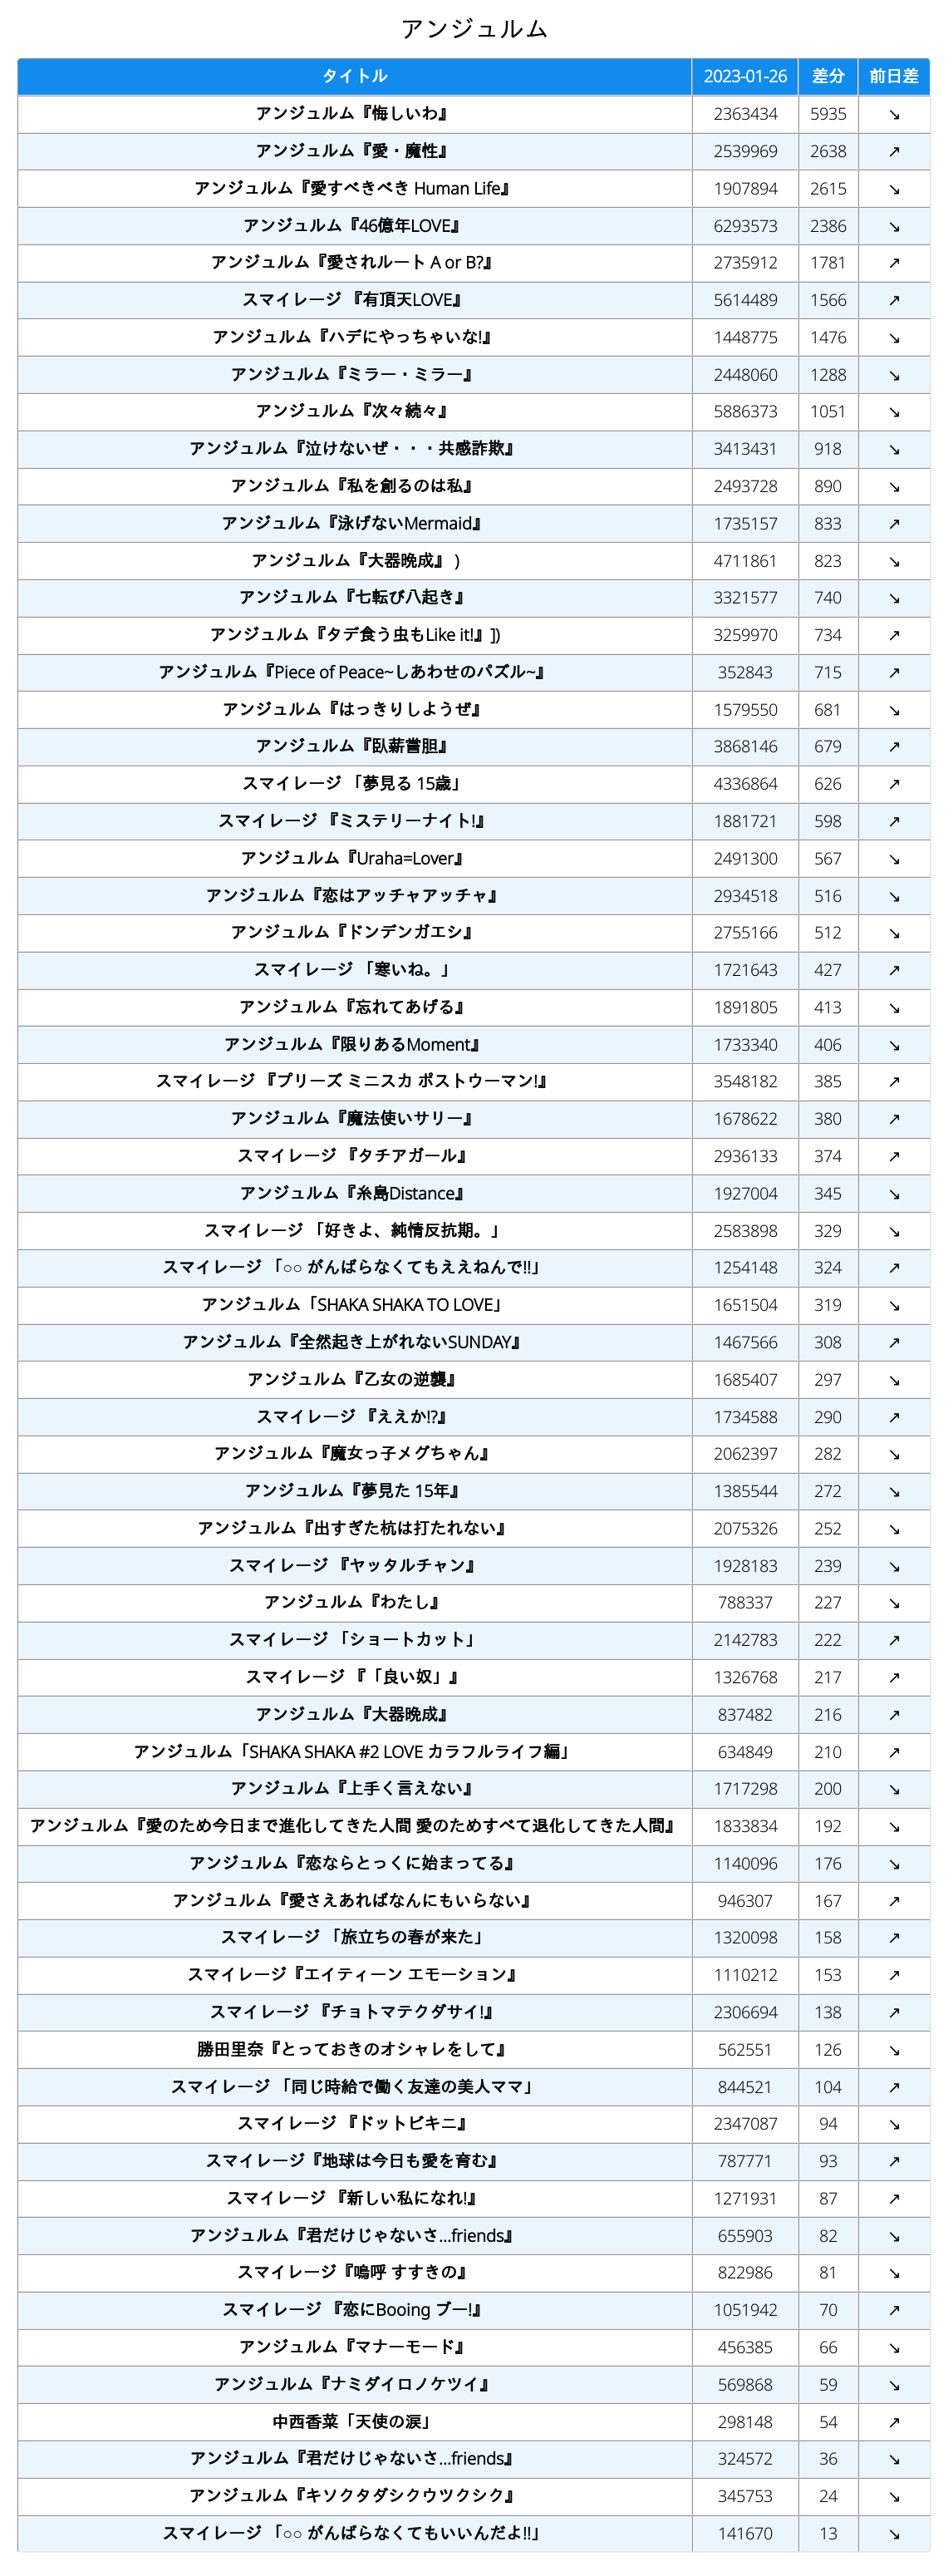 アンジュルム
タイトル 2023-01-26 差分 前日差
アンジュルム『悔しいわ』 2363434 5935 ↘
アンジュルム『愛・魔性』 2539969 2638 ↗
アンジュルム『愛すべきべき Human Life』 1907894 2615 ↘
アンジュルム『46億年LOVE』 6293573 2386 ↘
アンジュルム『愛されルート A or B?』 2735912 1781 ↗
スマイレージ 『有頂天LOVE』 5614489 1566 ↗
アンジュルム『ハデにやっちゃいな!』 1448775 1476 ↘
アンジュルム『ミラー・ミラー』 2448060 1288 ↘
アンジュルム『次々続々』 5886373 1051 ↘
アンジュルム『泣けないぜ・・・共感詐欺』 3413431 918 ↘
アンジュルム『私を創るのは私』 2493728 890 ↘
アンジュルム『泳げないMermaid』 1735157 833 ↗
アンジュルム『大器晩成』 ) 4711861 823 ↘
アンジュルム『七転び八起き』 3321577 740 ↘
アンジュルム『タデ食う虫もLike it!』]) 3259970 734 ↗
アンジュルム『Piece of Peace~しあわせのパズル~』 352843 715 ↗
アンジュルム『はっきりしようぜ』 1579550 681 ↘
アンジュルム『臥薪嘗胆』 3868146 679 ↗
スマイレージ 「夢見る 15歳」 4336864 626 ↗
スマイレージ 『ミステリーナイト!』 1881721 598 ↗
アンジュルム『Uraha=Lover』 2491300 567 ↘
アンジュルム『恋はアッチャアッチャ』 2934518 516 ↘
アンジュルム『ドンデンガエシ』 2755166 512 ↘
スマイレージ 「寒いね。」 1721643 427 ↗
アンジュルム『忘れてあげる』 1891805 413 ↘
アンジュルム『限りあるMoment』 1733340 406 ↘
スマイレージ 『プリーズ ミニスカ ポストウーマン!』 3548182 385 ↗
アンジュルム『魔法使いサリー』 1678622 380 ↗
スマイレージ 『タチアガール』 2936133 374 ↗
アンジュルム『糸島Distance』 1927004 345 ↘
スマイレージ 「好きよ、純情反抗期。」 2583898 329 ↘
スマイレージ 「○○ がんばらなくてもええねんで!!」 1254148 324 ↗
アンジュルム「SHAKA SHAKA TO LOVE」 1651504 319 ↘
アンジュルム『全然起き上がれないSUNDAY』 1467566 308 ↗
アンジュルム『乙女の逆襲』 1685407 297 ↘
スマイレージ 『ええか!?』 1734588 290 ↗
アンジュルム『魔女っ子メグちゃん』 2062397 282 ↘
アンジュルム『夢見た 15年』 1385544 272 ↘
アンジュルム『出すぎた杭は打たれない』 2075326 252 ↘
スマイレージ 『ヤッタルチャン』 1928183 239 ↘
アンジュルム『わたし』 788337 227 ↘
スマイレージ 「ショートカット」 2142783 222 ↗
スマイレージ 『「良い奴」』 1326768 217 ↗
アンジュルム『大器晩成』 837482 216 ↗
アンジュルム「SHAKA SHAKA #2 LOVE カラフルライフ編」 634849 210 ↗
アンジュルム『上手く言えない』 1717298 200 ↘
アンジュルム『愛のため今日まで進化してきた人間 愛のためすべて退化してきた人間』 1833834 192 ↘
アンジュルム『恋ならとっくに始まってる』 1140096 176 ↘
アンジュルム『愛さえあればなんにもいらない』 946307 167 ↗
スマイレージ 「旅立ちの春が来た」 1320098 158 ↗
スマイレージ『エイティーン エモーション』 1110212 153 ↗
スマイレージ 『チョトマテクダサイ!』 2306694 138 ↗
勝田里奈『とっておきのオシャレをして』 562551 126 ↘
スマイレージ 「同じ時給で働く友達の美人ママ」 844521 104 ↗
スマイレージ 『ドットビキニ』 2347087 94 ↘
スマイレージ『地球は今日も愛を育む』 787771 93 ↗
スマイレージ 『新しい私になれ!』 1271931 87 ↗
アンジュルム『君だけじゃないさ...friends』 655903 82 ↘
スマイレージ『嗚呼 すすきの』 822986 81 ↘
スマイレージ 『恋にBooing ブー!』 1051942 70 ↗
アンジュルム『マナーモード』 456385 66 ↘
アンジュルム『ナミダイロノケツイ』 569868 59 ↘
中西香菜「天使の涙」 298148 54 ↗
アンジュルム『君だけじゃないさ...friends』 324572 36 ↘
アンジュルム『キソクタダシクウツクシク』 345753 24 ↘
スマイレージ 「○○ がんばらなくてもいいんだよ!!」 141670 13 ↘